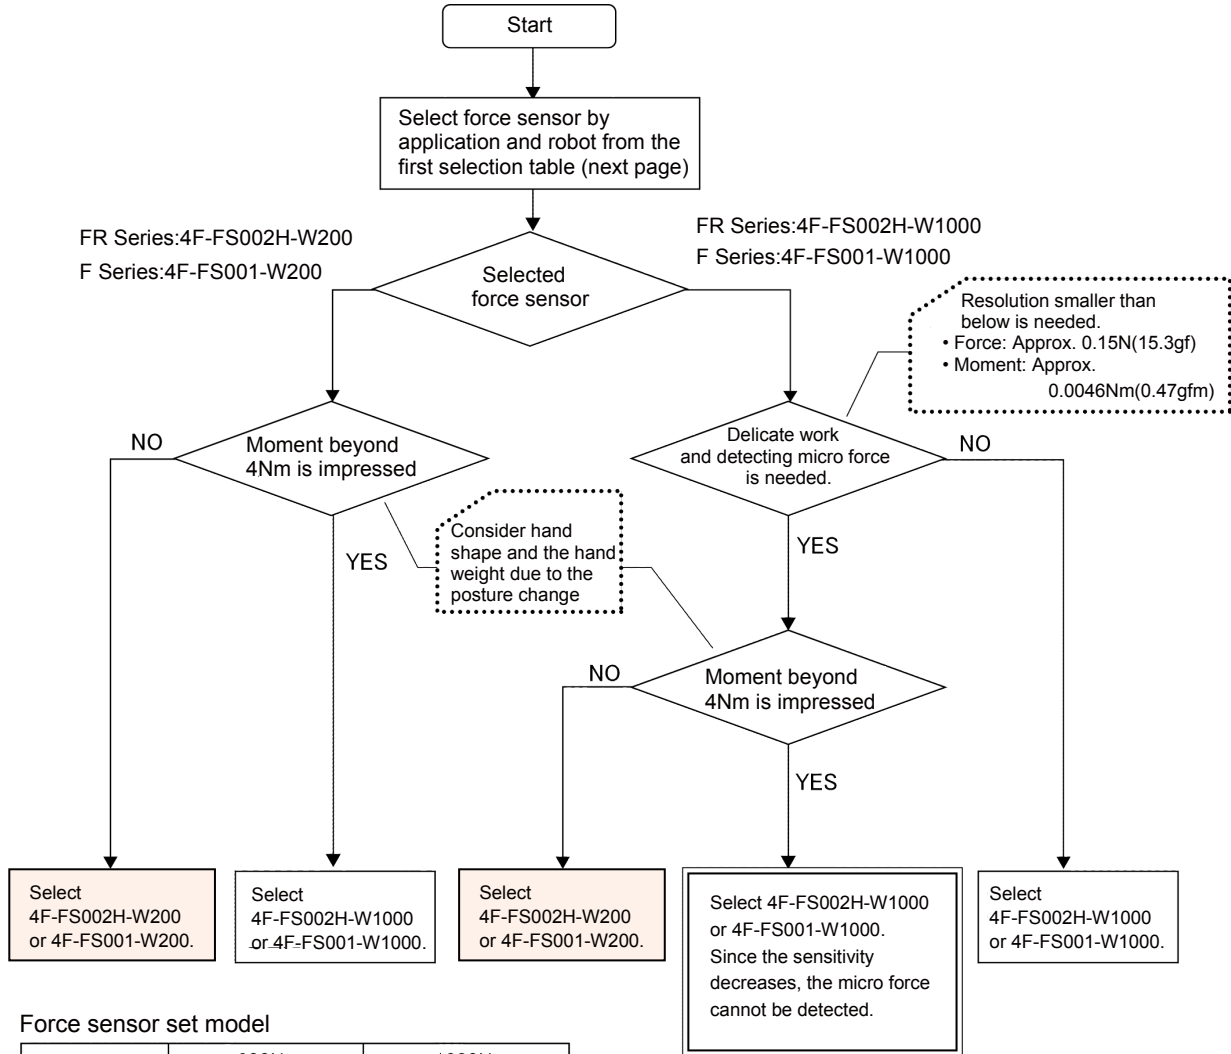 Start
Select force sensor by
application and robot from the
first selection table (next page)
FR Series:4F-FS002H-W200
F Series:4F-FS001-W200
Selected
force sensor
FR Series:4F-FS002H-W1000
F Series:4F-FS001-W1000
Resolution smaller than
below is needed.
• Force: Approx. 0.15N(15.3gf)
• Moment: Approx.
0.0046Nm(0.47gfm)
NO
Moment beyond
4Nm is impressed
YES
Delicate work
and detecting micro force
is needed.
NO
YES
Consider hand
shape and the hand
weight due to the
posture change
NO
Moment beyond
4Nm is impressed
YES
Select
4F-FS002H-W200
or 4F-FS001-W200.
Select
4F-FS002H-W1000
or 4F-FS001-W1000.
Select
4F-FS002H-W200
or 4F-FS001-W200.
Select 4F-FS002H-W1000
or 4F-FS001-W1000.
Since the sensitivity
decreases, the micro force
cannot be detected.
Select
4F-FS002H-W1000
or 4F-FS001-W1000.
Force sensor set model